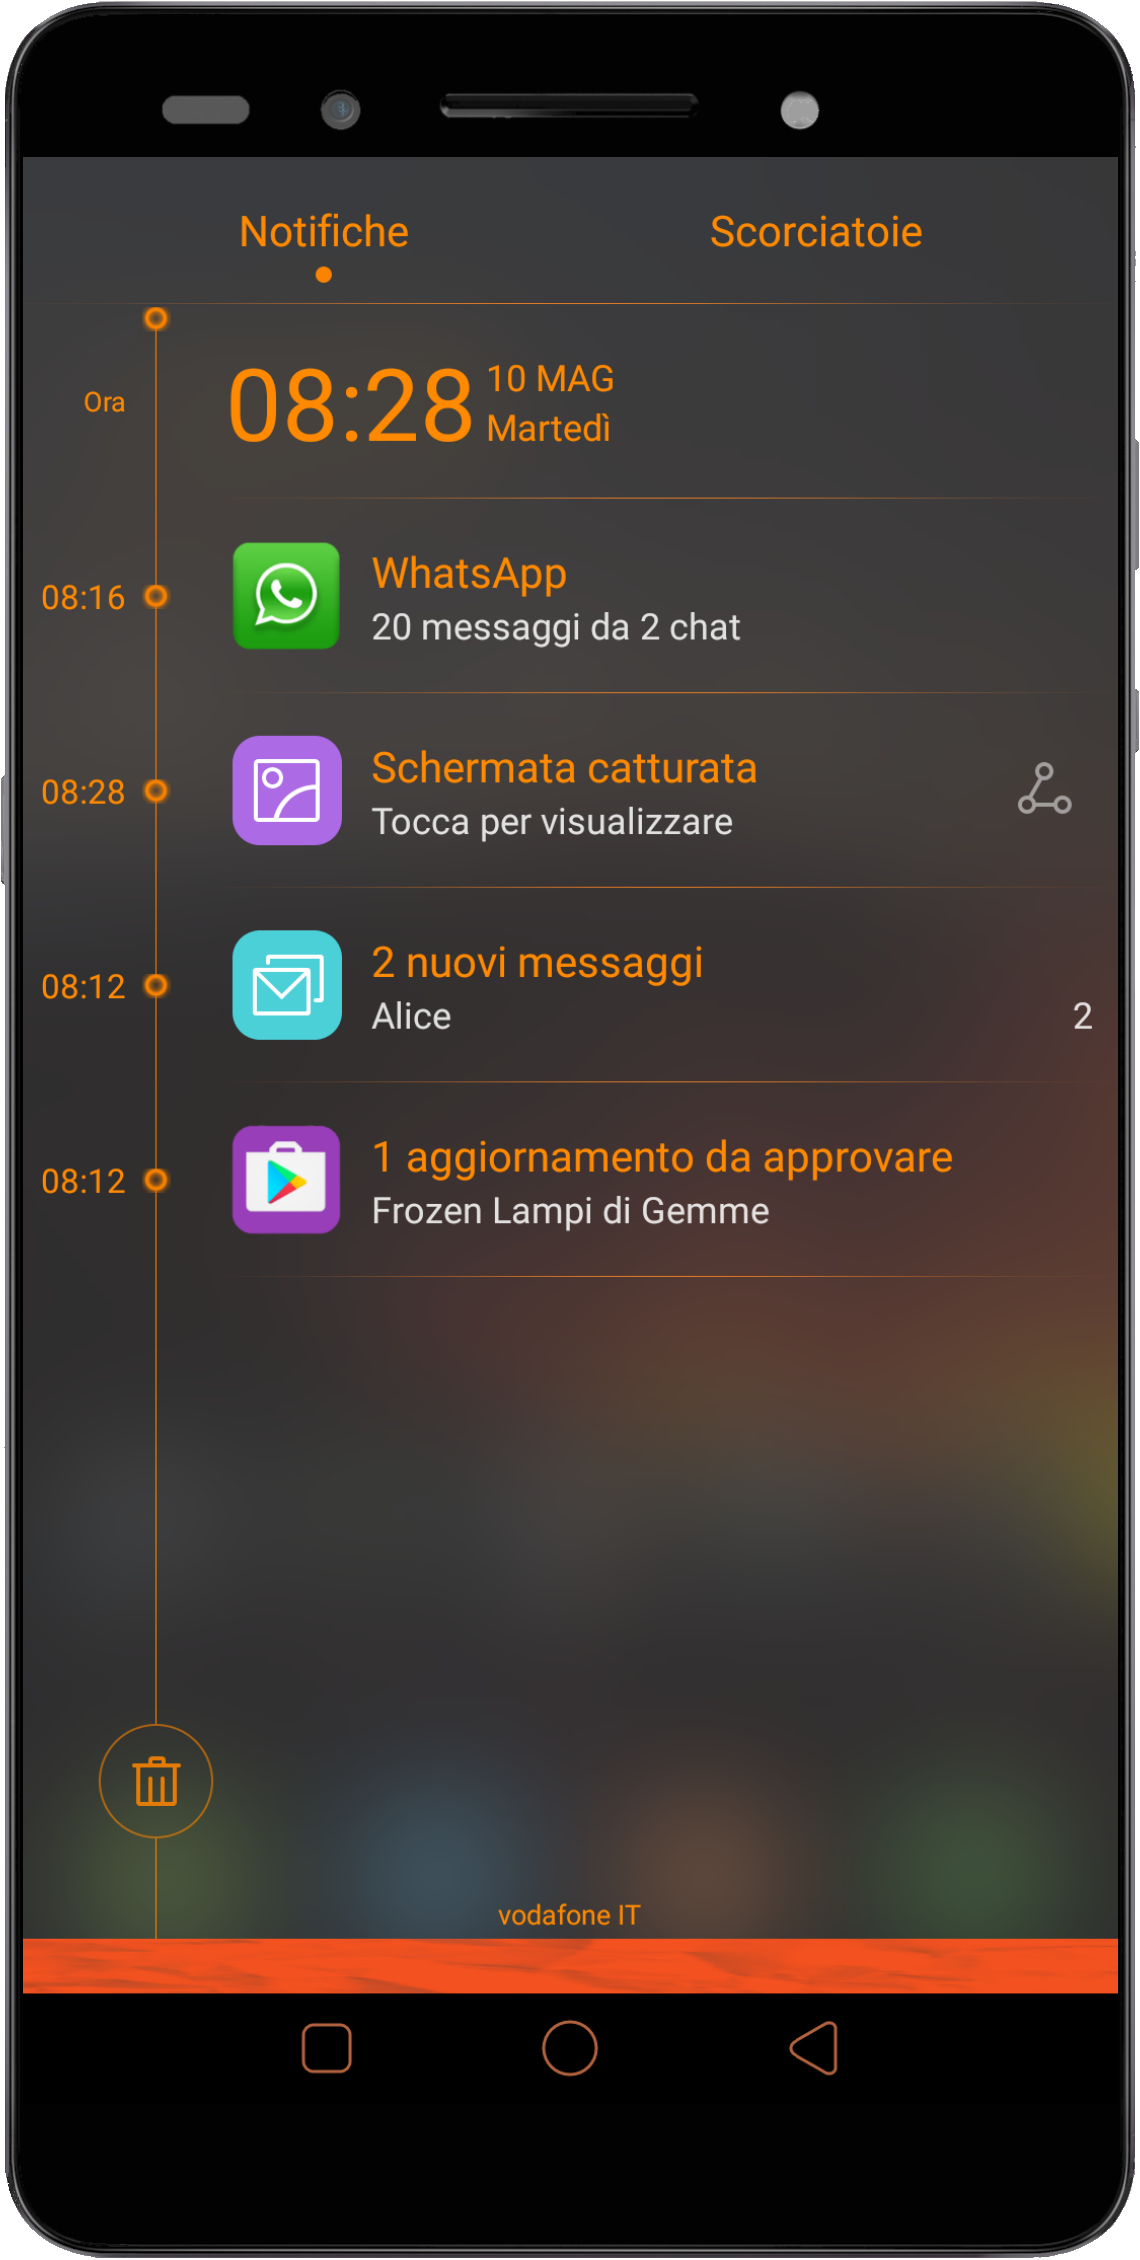 Notifiche
Scorciatoie
Ora
08:28
10 MAG
Martedì
08:16
WhatsApp
20 messaggi da 2 chat
08:28
Schermata catturata
Tocca per visualizzare
08:12
2 nuovi messaggi
Alice
2
08:12
1 aggiornamento da approvare
Frozen Lampi di Gemme
vodafone IT